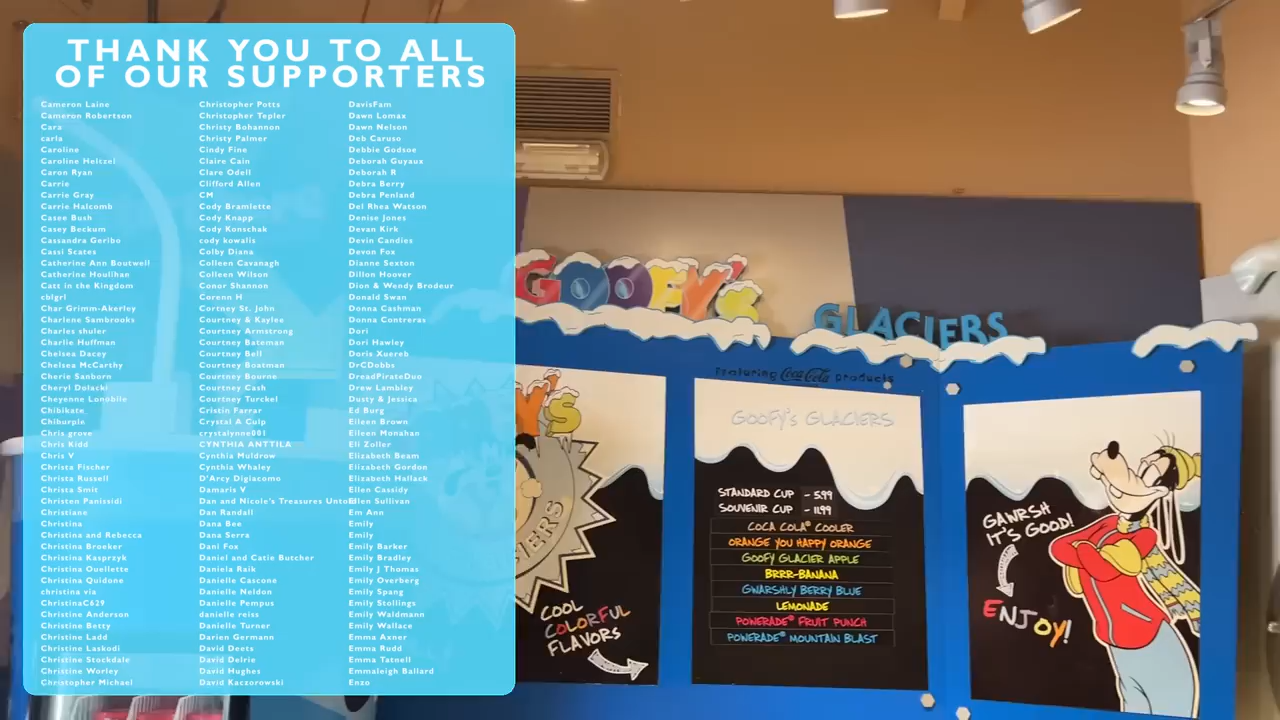 THANK YOU TO ALL
OF OUR SUPPORTERS
Cameron Laine
Cameron Robertson
Cara
carla
Caroline
Caroline Heitzel
Caron Ryan
Carrie
Carrie Gray
Carrie Halcomb
Casee Bush
Casey Beckum
Cassandra Geribo
Cassi Scates
Catherine Ann Boutwell
Catherine Houlihan
Catt in the Kingdom
cblgrl
Char Grimm-Akerley
Charlene Sambrooks
Charles shuler
Charlie Huffman
Chelsea Dacey
Chelsea McCarthy
Cherie Sanborn
Cheryl Dolacki
Cheyenne Lonobile
Chibikate
Chiburple
Chris grove
Chris Kidd
Chris V
Christa Fischer
Christa Russell
Christa Smit
Christen Panissidi
Christiane
Christina
Christina and Rebecca
Christina Broeker
Christina Kasprzyk
Christina Ouellette
Christina Quidone
christina via
ChristinaC629
Christine Anderson
Christine Betty
Christine Ladd
Christine Laskodi
Christine Stockdale
Christine Worley
Christopher Michael
Christopher Potts
Christopher Tepler
Christy Bohannon
Christy Palmer
Cindy Fine
Claire Cain
Clare Odell
Clifford Allen
CM
Cody Bramlette
Cody Knapp
Cody Konschak
cody kowalis
Colby Diana
Colleen Cavanagh
Colleen Wilson
Conor Shannon
Corenn H
Cortney St. John
Courtney & Kaylee
Courtney Armstrong
Courtney Bateman
Courtney Bell
Courtney Boatman
Courtney Bourne
Courtney Cash
Courtney Turckel
Cristin Farrar
Crystal A Culp
crystalynne001
CYNTHIA ANTTILA
Cynthia Muldrow
Cynthia Whaley
D'Arcy Digiacomo
Damaris V
Dan and Nicole's Treasures
Dan Randall
Dana Bee
Dana Serra
Dani Fox
Daniel and Catie Butcher
Daniela Raik
Danielle Cascone
Danielle Neldon
Danielle Pempus
danielle reiss
Danielle Turner
Darien Germann
David Deets
David Delrie
David Hughes
David Kaczorowski
DavisFam
Dawn Lomax
Dawn Nelson
Deb Caruso
Debbie Godsoe
Deborah Guyaux
Deborah R
Debra Berry
Debra Penland
Del Rhea Watson
Denise Jones
Devan Kirk
Devin Candies
Devon Fox
Dianne Sexton
Dillon Hoover
Dion & Wendy Brodeur
Donald Swan
Donna Cashman
Donna Contreras
Dori
Dori Hawley
Dorie Xuereb
DrCDobbs
DreadPirateDuo
Drew Lambley
Dusty & Jessica
Ed Burg
Eileen Brown
Eileen Monahan
Eli Zoller
Elizabeth Beam
Elizabeth Gordon
Elizabeth Hallack
Ellen Cassidy
Ellen Sullivan
Em Ann
Emily
Emily
Emily Barker
Emily Bradley
Emily J Thomas
Emily Overberg
Emily Spang
Emily Stollings
Emily Waldmann
Emily Wallace
Emma Axner
Emma Rudd
Emma Tatnell
Emmaleigh Ballard
Enzo
GOOFY'S
GLACIERS
featuring Coca-Cola products
GOOFY'S GLACIERS
STANDARD CUP - 5.99
SOUVENIR CUP - 11.99
COCA COLA® COOLER
ORANGE YOU HAPPY ORANGE
GOOFY GLACIER APPLE
BRRR-BANANA
GWARSHLY BERRY BLUE
LEMONADE
POWERADE® FRUIT PUNCH
POWERADE® MOUNTAIN BLAST
COOL
COLORFUL
FLAVORS
GAWRSH
IT'S GOOD!
ENJOY!